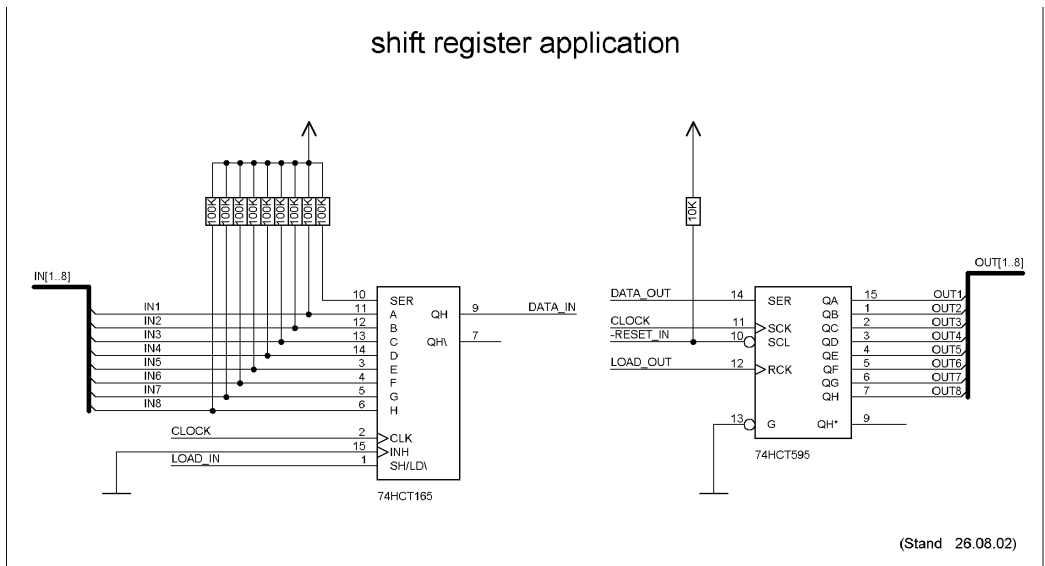 shift register application
100K
100K
100K
100K
100K
100K
100K
100K
100K
IN[1..8]
IN1
IN2
IN3
IN4
IN5
IN6
IN7
IN8
CLOCK
LOAD_IN
10 SER
11 A QH 9 DATA_IN
12 B
13 C QH\ 7
14 D
3 E
4 F
5 G
6 H
2 CLK
15 INH
1 SH/LD\
74HCT165
10K
OUT[1..8]
DATA_OUT 14 SER QA 15 OUT1
QB 1 OUT2
CLOCK 11 SCK QC 2 OUT3
-RESET_IN 10 SCL QD 3 OUT4
QE 4 OUT5
LOAD_OUT 12 RCK QF 5 OUT6
QG 6 OUT7
QH 7 OUT8
13 G QH* 9
74HCT595
(Stand 26.08.02)